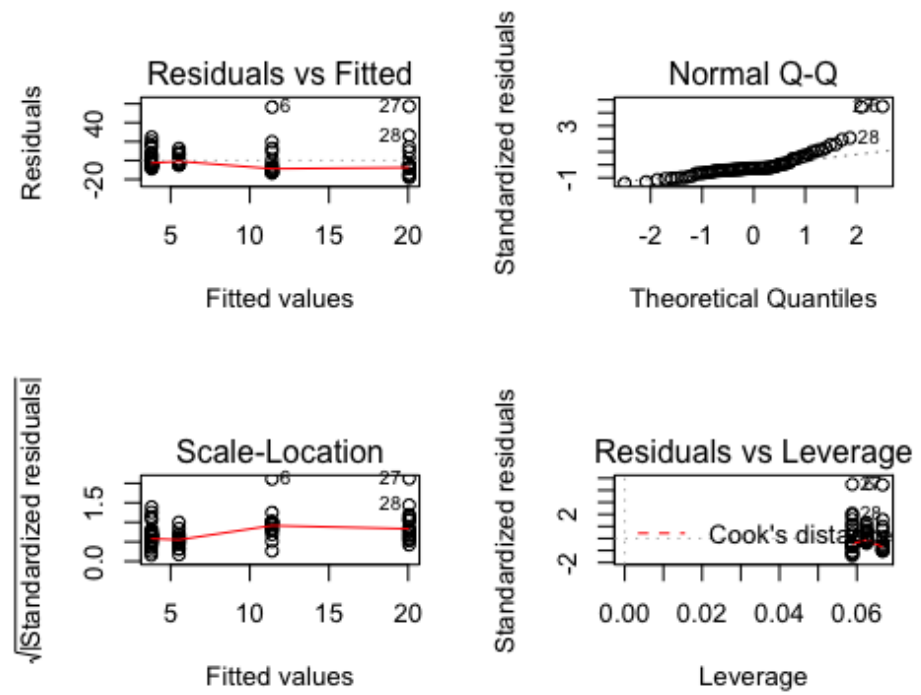 Residuals vs Fitted
Residuals
-20
40
6
27
28
5
10
15
20
Fitted values
Normal Q-Q
Standardized residuals
-1
3
28
-2
-1
0
1
2
Theoretical Quantiles
Scale-Location
√|Standardized residuals|
0.0
1.5
6
27
28
5
10
15
20
Fitted values
Residuals vs Leverage
Standardized residuals
-2
2
28
Cook's dista
0.00
0.02
0.04
0.06
Leverage